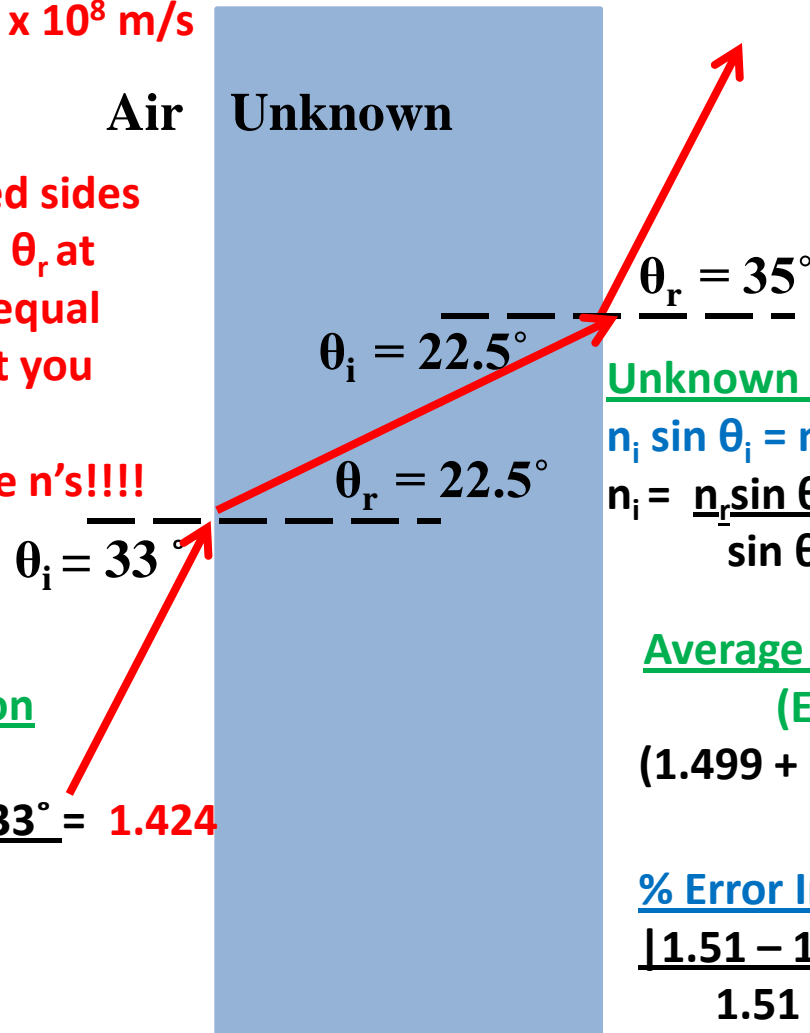 x 10⁸ m/s
Air Unknown
ed sides
θr at
equal
t you
e n's!!!!
θi = 33 °
on
33° = 1.424
θr = 35°
θi = 22.5°
θr = 22.5°
Unknown
ni sin θi = n
ni = nrsin θ
sin θ
Average
(E
(1.499 +
% Error I
|1.51 – 1
1.51